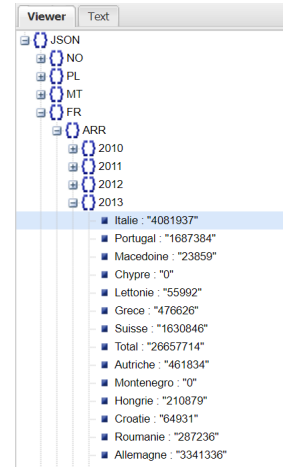 Viewer Text
JSON
NO
PL
MT
FR
ARR
2010
2011
2012
2013
Italie : "4081937"
Portugal : "1687384"
Macedoine : "23859"
Chypre : "0"
Lettonie : "55992"
Grece : "476626"
Suisse : "1630846"
Total : "26657714"
Autriche : "461834"
Montenegro : "0"
Hongrie : "210879"
Croatie : "64931"
Roumanie : "287236"
Allemagne : "3341336"